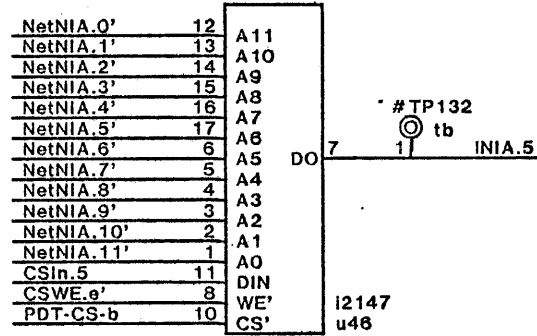 NetNIA.0' 12 A11
NetNIA.1' 13 A10
NetNIA.2' 14 A9
NetNIA.3' 15 A8
NetNIA.4' 16 A7
NetNIA.5' 17 A6
NetNIA.6' 6 A5 DO 7 1 INIA.5
NetNIA.7' 5 A4
NetNIA.8' 4 A3
NetNIA.9' 3 A2
NetNIA.10' 2 A1
NetNIA.11' 1 A0
CSIn.5 11 DIN
CSWE.e' 8 WE' i2147
PDT-CS-b 10 CS' u46
#TP132
tb